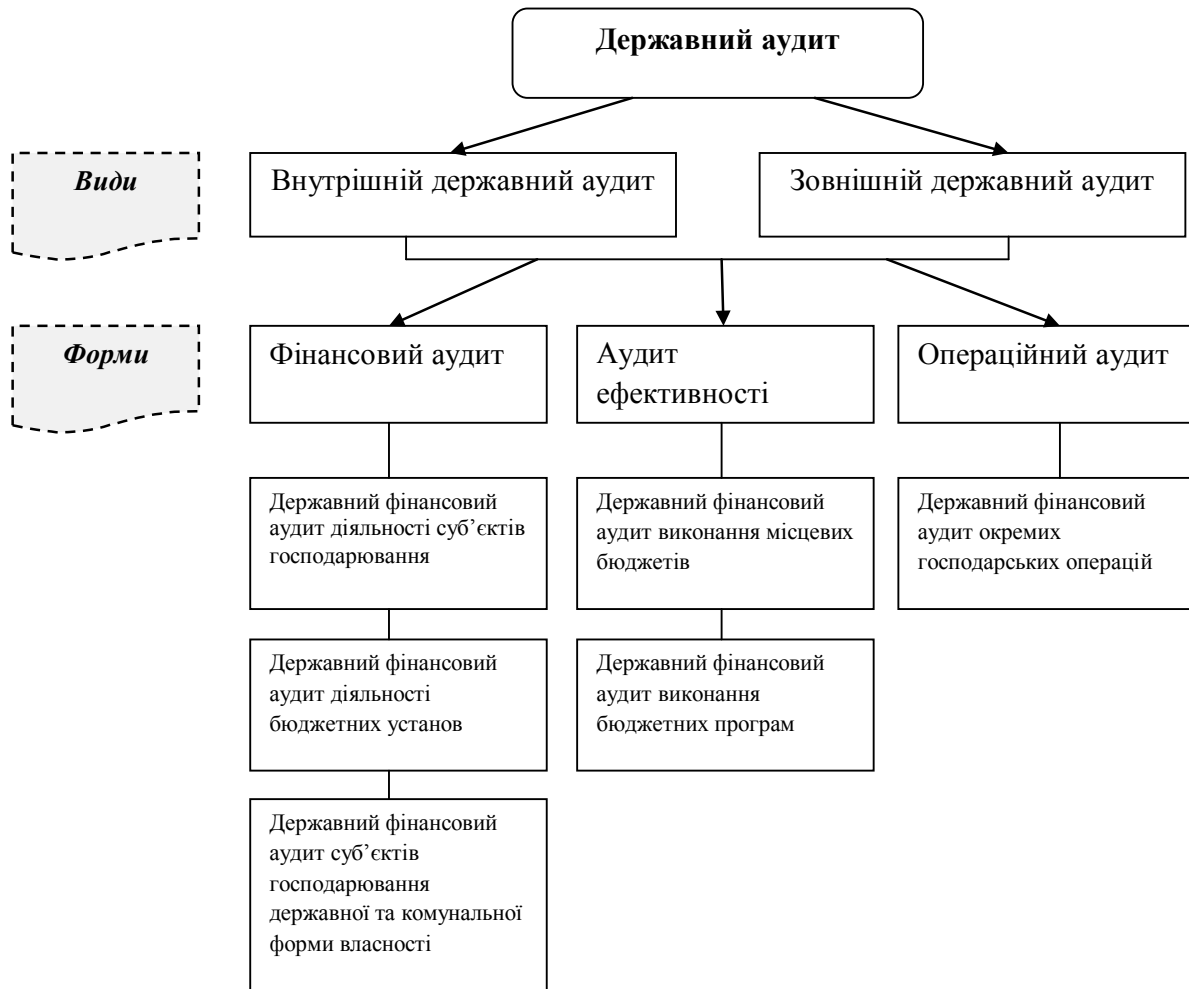 Державний аудит
Види
Внутрішній державний аудит
Зовнішній державний аудит
Форми
Фінансовий аудит
Аудит
ефективності
Операційний аудит
Державний фінансовий
аудит діяльності суб’єктів
господарювання
Державний фінансовий
аудит виконання місцевих
бюджетів
Державний фінансовий
аудит окремих
господарських операцій
Державний фінансовий
аудит діяльності
бюджетних установ
Державний фінансовий
аудит виконання
бюджетних програм
Державний фінансовий
аудит суб’єктів
господарювання
державної та комунальної
форми власності